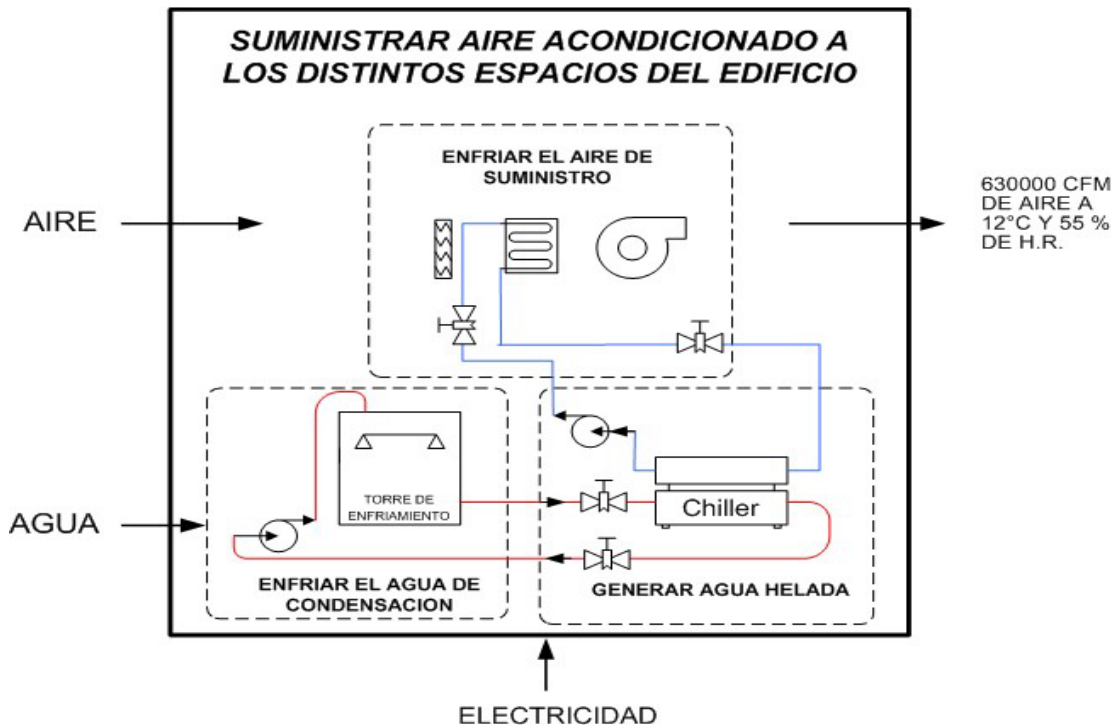 SUMINISTRAR AIRE ACONDICIONADO A
LOS DISTINTOS ESPACIOS DEL EDIFICIO
ENFRIAR EL AIRE DE
SUMINISTRO
AIRE
630000 CFM
DE AIRE A
12°C Y 55 %
DE H.R.
TORRE DE
ENFRIAMIENTO
Chiller
AGUA
ENFRIAR EL AGUA DE
CONDENSACION
GENERAR AGUA HELADA
ELECTRICIDAD